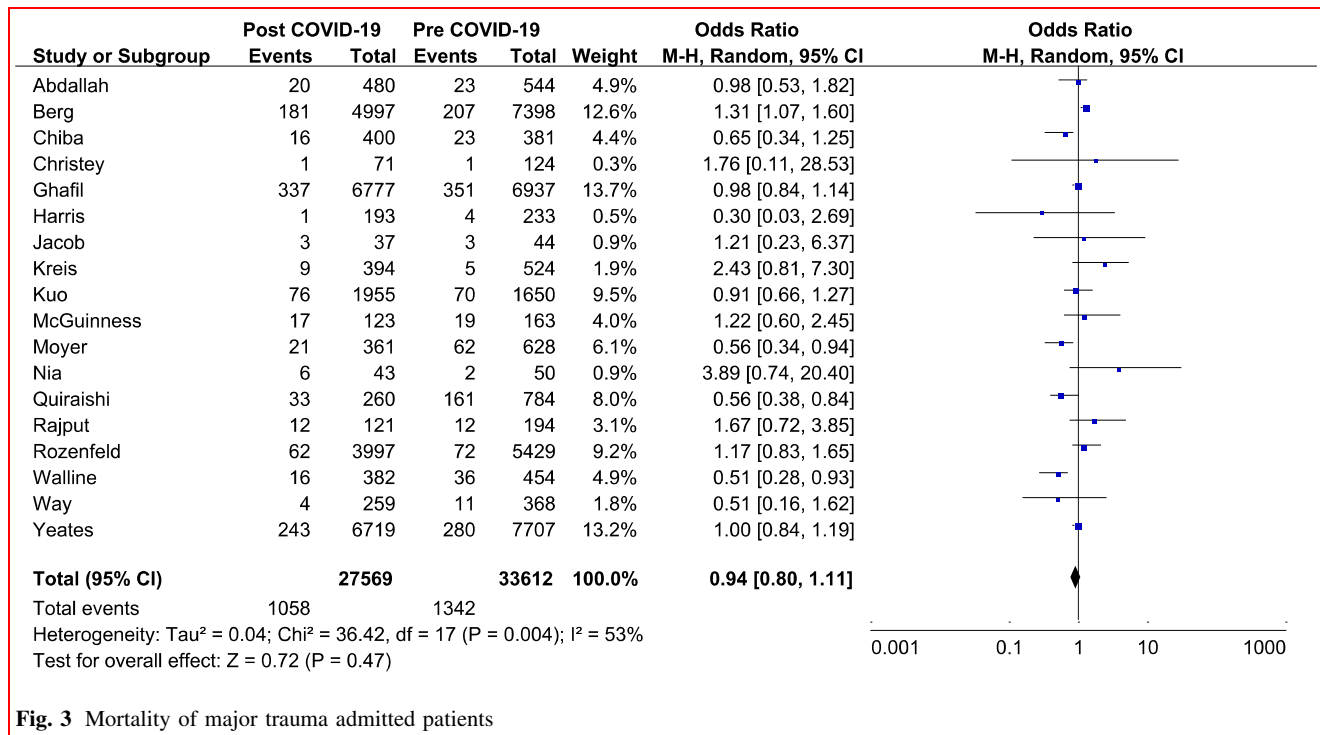 Post COVID-19 Pre COVID-19 Odds Ratio Odds Ratio
Study or Subgroup Events Total Events Total Weight M-H, Random, 95% CI M-H, Random, 95% CI
Abdallah 20 480 23 544 4.9% 0.98 [0.53, 1.82]
Berg 181 4997 207 7398 12.6% 1.31 [1.07, 1.60]
Chiba 16 400 23 381 4.4% 0.65 [0.34, 1.25]
Christey 1 71 1 124 0.3% 1.76 [0.11, 28.53]
Ghafil 337 6777 351 6937 13.7% 0.98 [0.84, 1.14]
Harris 1 193 4 233 0.5% 0.30 [0.03, 2.69]
Jacob 3 37 3 44 0.9% 1.21 [0.23, 6.37]
Kreis 9 394 5 524 1.9% 2.43 [0.81, 7.30]
Kuo 76 1955 70 1650 9.5% 0.91 [0.66, 1.27]
McGuinness 17 123 19 163 4.0% 1.22 [0.60, 2.45]
Moyer 21 361 62 628 6.1% 0.56 [0.34, 0.94]
Nia 6 43 2 50 0.9% 3.89 [0.74, 20.40]
Quiraishi 33 260 161 784 8.0% 0.56 [0.38, 0.84]
Rajput 12 121 12 194 3.1% 1.67 [0.72, 3.85]
Rozenfeld 62 3997 72 5429 9.2% 1.17 [0.83, 1.65]
Walline 16 382 36 454 4.9% 0.51 [0.28, 0.93]
Way 4 259 11 368 1.8% 0.51 [0.16, 1.62]
Yeates 243 6719 280 7707 13.2% 1.00 [0.84, 1.19]
Total (95% CI) 27569 33612 100.0% 0.94 [0.80, 1.11]
Total events 1058 1342
Heterogeneity: Tau² = 0.04; Chi² = 36.42, df = 17 (P = 0.004); I² = 53%
Test for overall effect: Z = 0.72 (P = 0.47)
0.001 0.1 1 10 1000
Fig. 3 Mortality of major trauma admitted patients